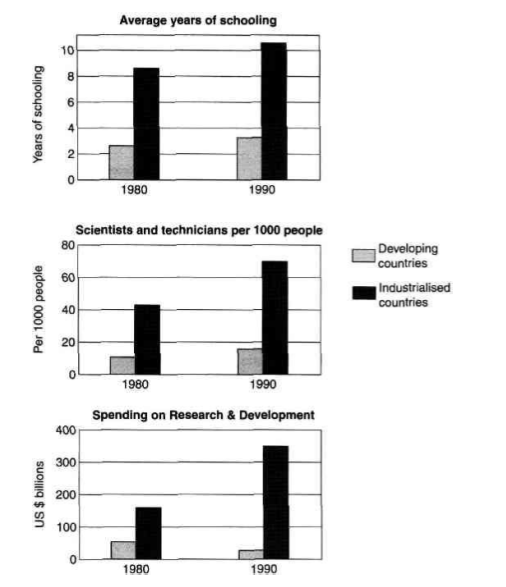 Average years of schooling
Years of schooling
10
8
6
4
2
0
1980
1990
Scientists and technicians per 1000 people
Per 1000 people
80
60
40
20
0
1980
1990
Developing
countries
Industrialised
countries
Spending on Research & Development
US $ billions
400
300
200
100
0
1980
1990